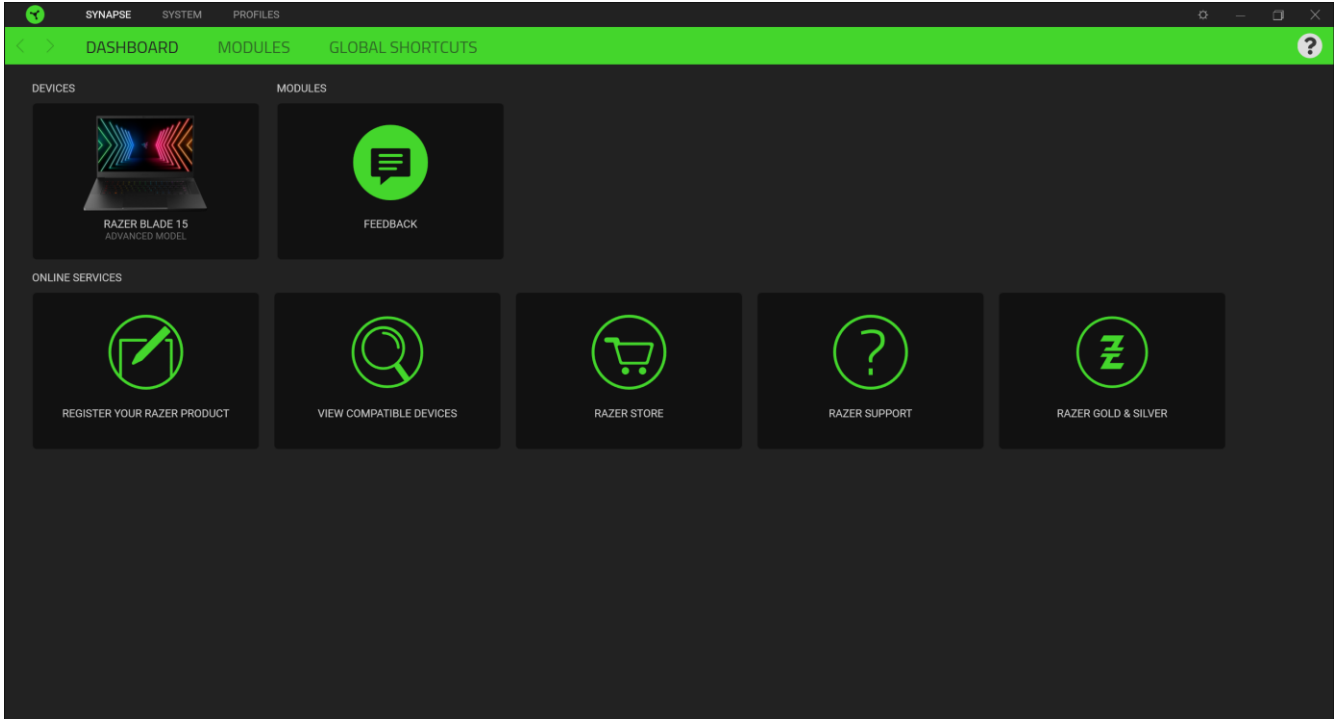 SYNAPSE SYSTEM PROFILES
DASHBOARD MODULES GLOBAL SHORTCUTS
DEVICES MODULES
RAZER BLADE 15
ADVANCED MODEL
FEEDBACK
ONLINE SERVICES
REGISTER YOUR RAZER PRODUCT
VIEW COMPATIBLE DEVICES
RAZER STORE
RAZER SUPPORT
RAZER GOLD & SILVER